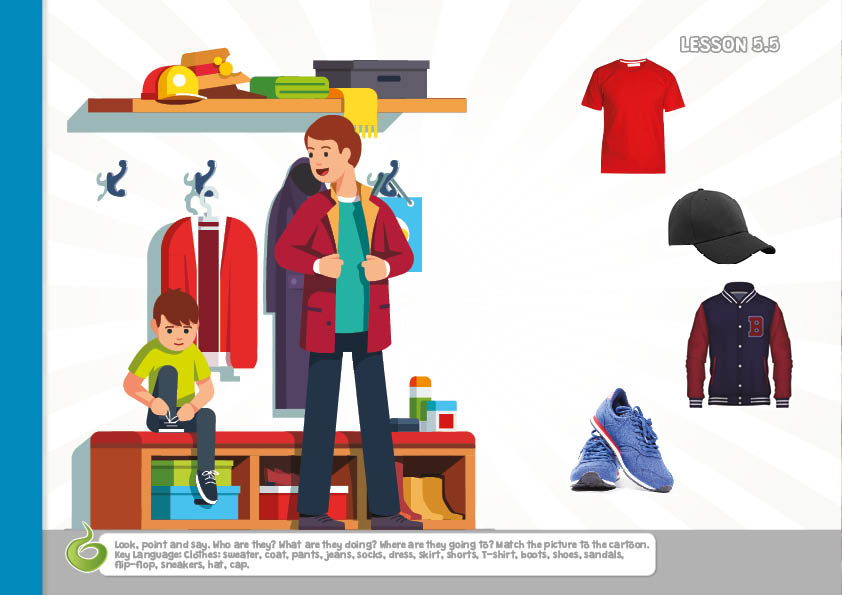 LESSON 5.5
B
Look, point and say. Who are they? What are they doing? Where are they going to? Match the picture to the cartoon.
Key Language: Clothes: sweater, coat, pants, jeans, socks, dress, skirt, shorts, T-shirt, boots, shoes, sandals,
flip-flop, sneakers, hat, cap.